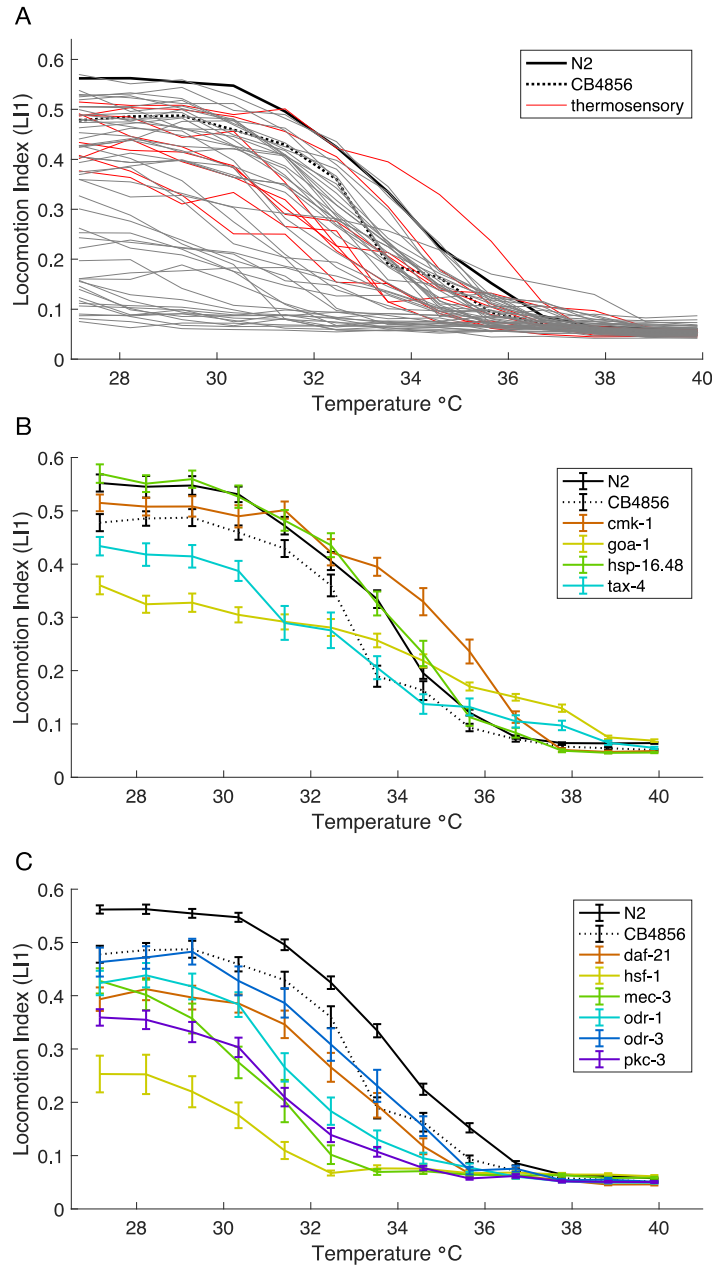 A
0.6
0.5
0.4
0.3
0.2
0.1
0
Locomotion Index (LI1)
N2
CB4856
thermosensory
28 30 32 34 36 38 40
Temperature °C
B
0.6
0.5
0.4
0.3
0.2
0.1
0
Locomotion Index (LI1)
N2
CB4856
cmk-1
goa-1
hsp-16.48
tax-4
28 30 32 34 36 38 40
Temperature °C
C
0.6
0.5
0.4
0.3
0.2
0.1
0
Locomotion Index (LI1)
N2
CB4856
daf-21
hsf-1
mec-3
odr-1
odr-3
pkc-3
28 30 32 34 36 38 40
Temperature °C